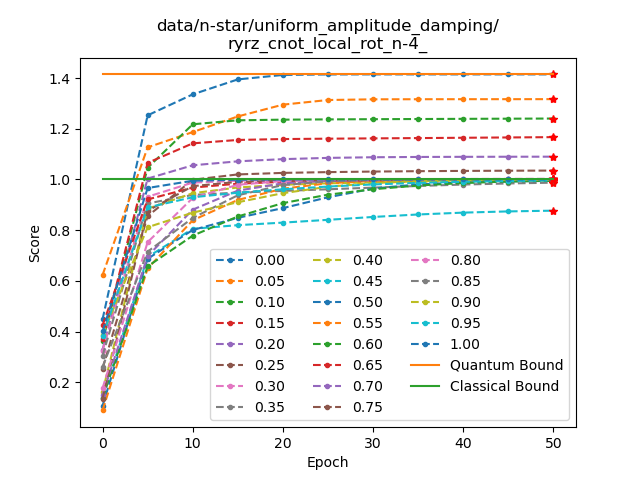 data/n-star/uniform_amplitude_damping/
ryrz_cnot_local_rot_n-4_
Score
1.4
1.2
1.0
0.8
0.6
0.4
0.2
0.00 0.40 0.80
0.05 0.45 0.85
0.10 0.50 0.90
0.15 0.55 0.95
0.20 0.60 1.00
0.25 0.65 Quantum Bound
0.30 0.70 Classical Bound
0.35 0.75
0 10 20 30 40 50
Epoch